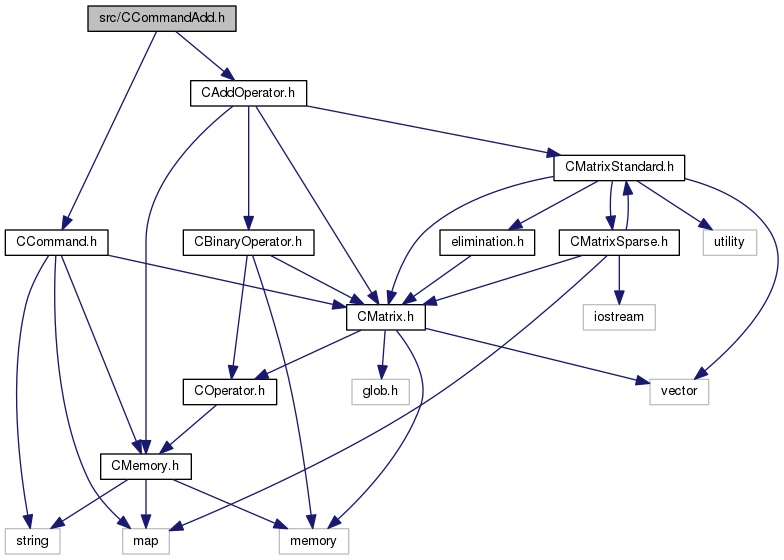 src/CCommandAdd.h
CAddOperator.h
CMatrixStandard.h
CCommand.h
CBinaryOperator.h
elimination.h
CMatrixSparse.h
utility
CMatrix.h
iostream
COperator.h
glob.h
vector
CMemory.h
string
map
memory